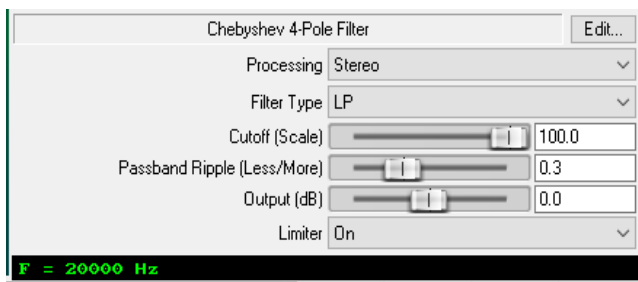 Chebyshev 4-Pole Filter Edit...
Processing Stereo
Filter Type LP
Cutoff (Scale) 100.0
Passband Ripple (Less/More) 0.3
Output (dB) 0.0
Limiter On
F = 20000 Hz